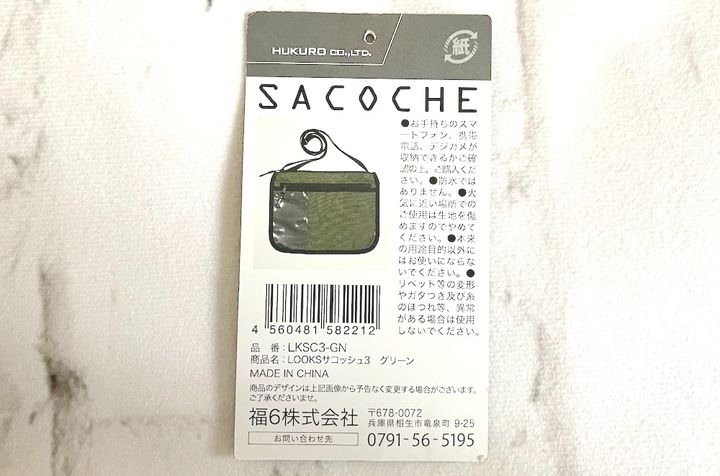 HUKURO CO.,LTD.
紙
SACOCHE
●お手持ちのスマ
ートフォン、携帯
電話、デジカメが
収納できるかご確
認の上、ご購入くだ
さい。●防水では
ありません。●火
気に近い場所での
ご使用は生地を傷
めますのでやめて
ください。●本来
の用途目的以外に
はお使いにならな
いでください。●
リベット等の変形
やガタつき及び糸
のほつれ等、異常
がある場合は使用
しないでください。
4 560481 582212
品 番：LKSC3-GN
商品名：LOOKSサコッシュ3 グリーン
MADE IN CHINA
商品のデザインは上記画像から予告なく変更する場合がございます。
ご了承くださいませ。
福6株式会社
〒678-0072
兵庫県相生市竜泉町 9-25
お問い合わせ先
0791-56-5195